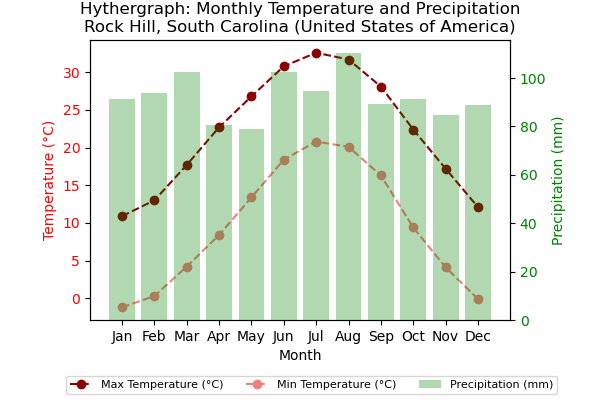 Hythergraph: Monthly Temperature and Precipitation
Rock Hill, South Carolina (United States of America)
Temperature (°C)
30
25
20
15
10
5
0
100
80
60
40
20
0
Precipitation (mm)
Jan Feb Mar Apr May Jun Jul Aug Sep Oct Nov Dec
Month
Max Temperature (°C) Min Temperature (°C) Precipitation (mm)